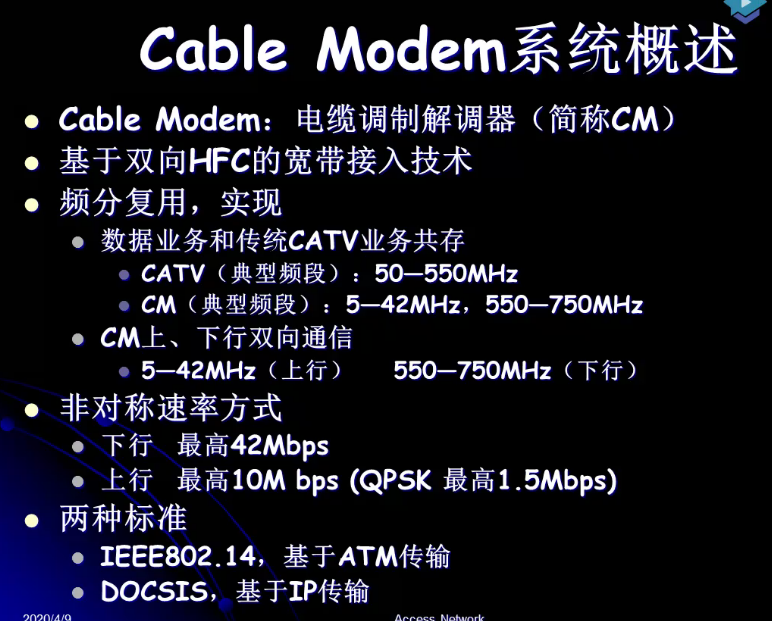 Cable Modem系统概述
Cable Modem：电缆调制解调器（简称CM）
基于双向HFC的宽带接入技术
频分复用，实现
数据业务和传统CATV业务共存
CATV（典型频段）：50—550MHz
CM（典型频段）：5—42MHz，550—750MHz
CM上、下行双向通信
5—42MHz（上行） 550—750MHz（下行）
非对称速率方式
下行 最高42Mbps
上行 最高10M bps (QPSK 最高1.5Mbps)
两种标准
IEEE802.14，基于ATM传输
DOCSIS，基于IP传输
2020/4/9 Access Network